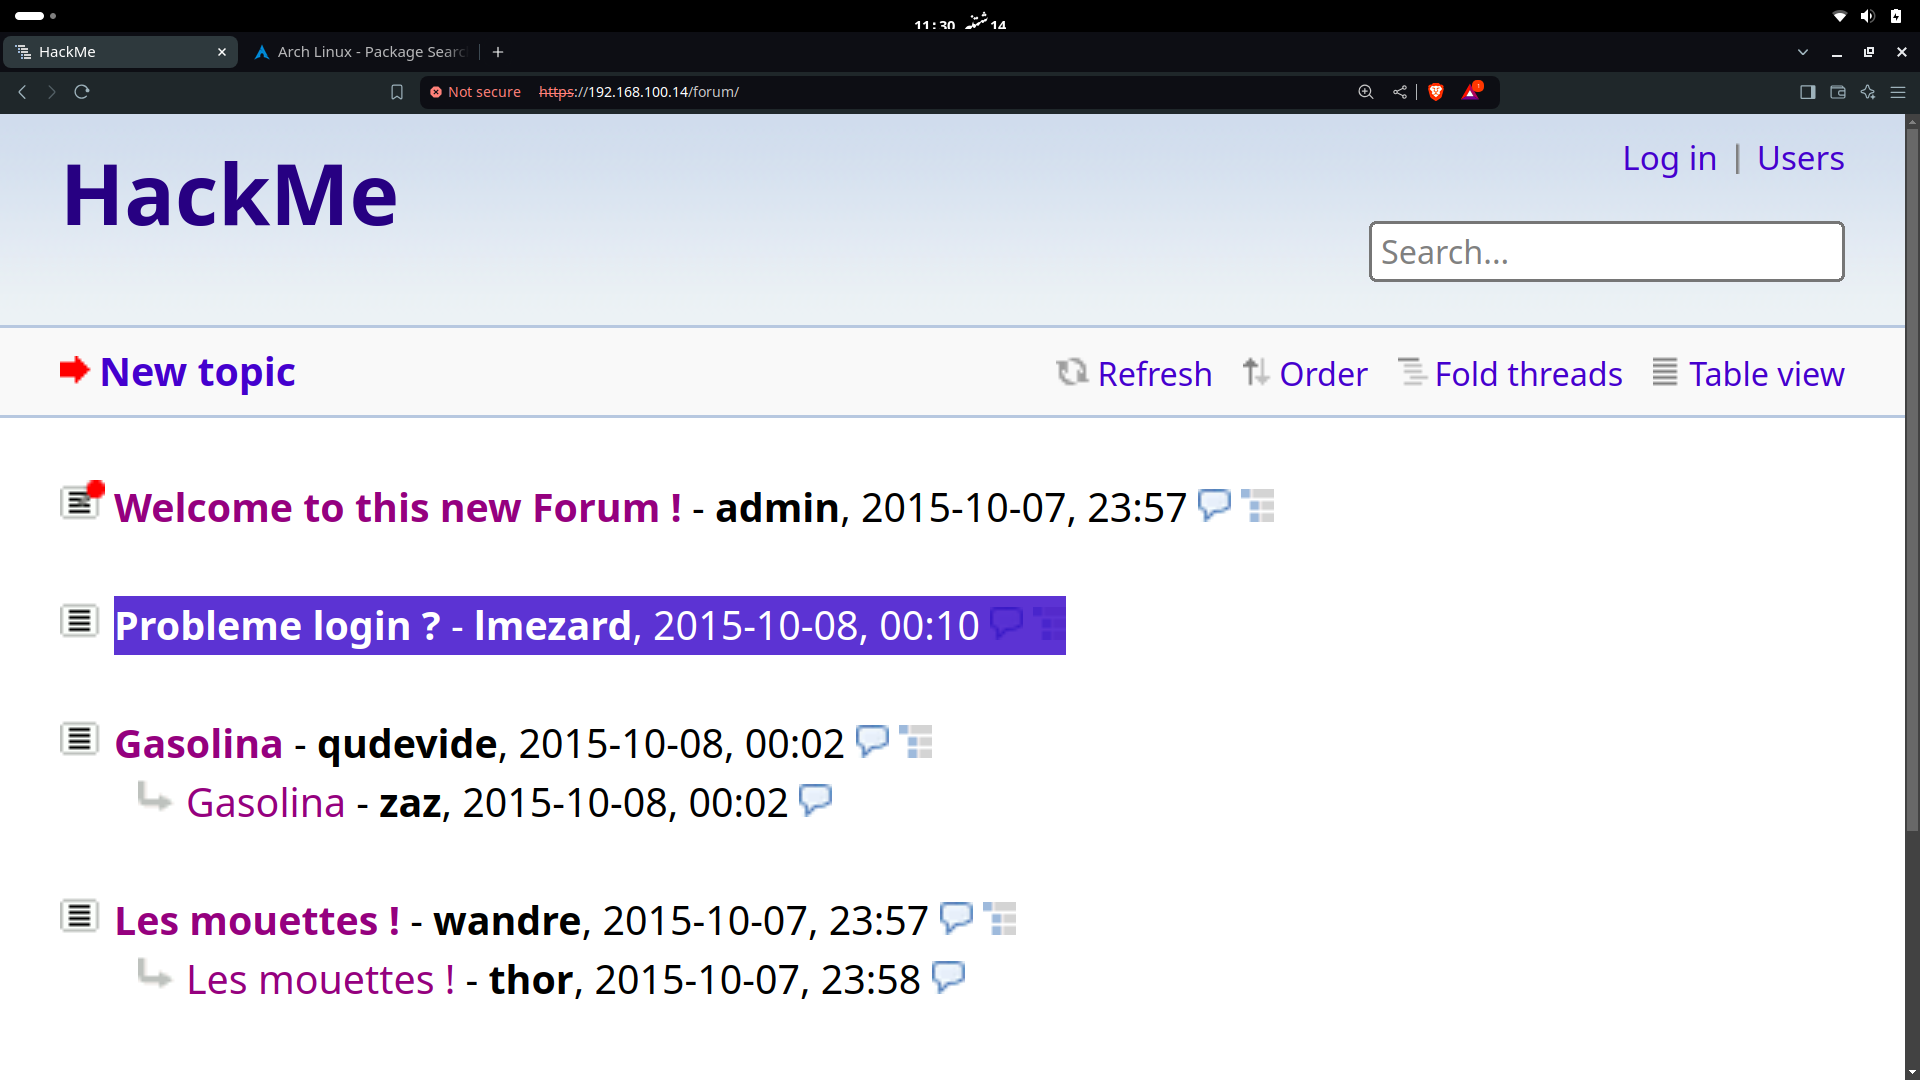 11:30 14
HackMe
Arch Linux - Package Searc
Not secure https://192.168.100.14/forum/
HackMe
Log in | Users
Search...
New topic
Refresh Order Fold threads Table view
Welcome to this new Forum ! - admin, 2015-10-07, 23:57
Probleme login ? - lmezard, 2015-10-08, 00:10
Gasolina - qudevide, 2015-10-08, 00:02
Gasolina - zaz, 2015-10-08, 00:02
Les mouettes ! - wandre, 2015-10-07, 23:57
Les mouettes ! - thor, 2015-10-07, 23:58